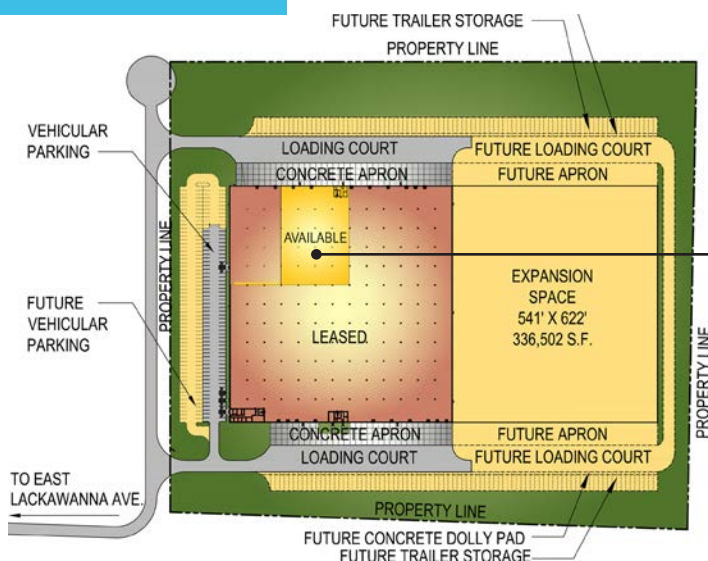 FUTURE TRAILER STORAGE
PROPERTY LINE
VEHICULAR
PARKING
LOADING COURT
FUTURE LOADING COURT
CONCRETE APRON
FUTURE APRON
AVAILABLE
PROPERTY LINE
EXPANSION
SPACE
541' X 622'
336,502 S.F.
FUTURE
VEHICULAR
PARKING
LEASED
PROPERTY LINE
CONCRETE APRON
FUTURE APRON
LOADING COURT
FUTURE LOADING COURT
TO EAST
LACKAWANNA AVE.
PROPERTY LINE
FUTURE CONCRETE DOLLY PAD
FUTURE TRAILER STORAGE